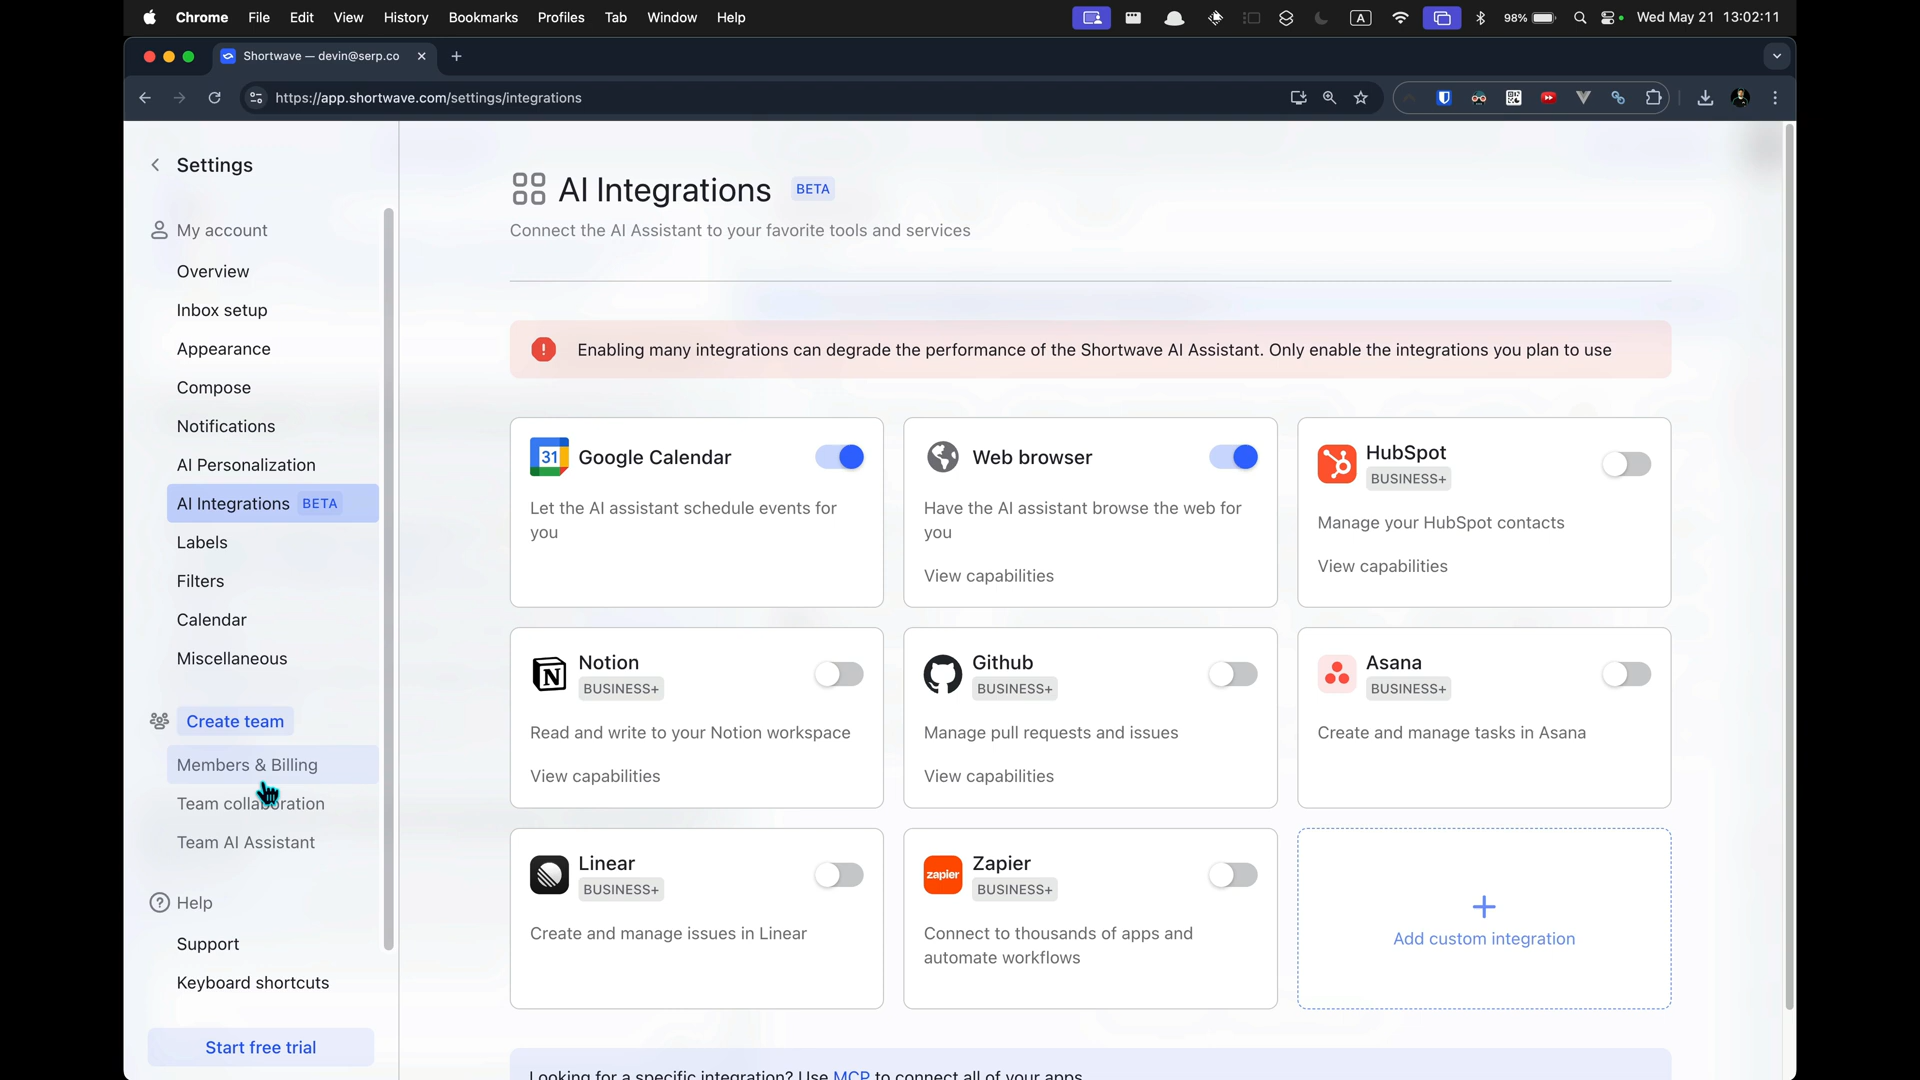 Chrome File Edit View History Bookmarks Profiles Tab Window Help A 98% Wed May 21 13:02:11
Shortwave — devin@serp.co
https://app.shortwave.com/settings/integrations
Settings
My account
Overview
Inbox setup
Appearance
Compose
Notifications
AI Personalization
AI Integrations BETA
Labels
Filters
Calendar
Miscellaneous
Create team
Members & Billing
Team collaboration
Team AI Assistant
Help
Support
Keyboard shortcuts
Start free trial
AI Integrations BETA
Connect the AI Assistant to your favorite tools and services
Enabling many integrations can degrade the performance of the Shortwave AI Assistant. Only enable the integrations you plan to use
31 Google Calendar
Let the AI assistant schedule events for
you
Web browser
Have the AI assistant browse the web for
you
View capabilities
HubSpot
BUSINESS+
Manage your HubSpot contacts
View capabilities
Notion
BUSINESS+
Read and write to your Notion workspace
View capabilities
Github
BUSINESS+
Manage pull requests and issues
View capabilities
Asana
BUSINESS+
Create and manage tasks in Asana
Linear
BUSINESS+
Create and manage issues in Linear
zapier Zapier
BUSINESS+
Connect to thousands of apps and
automate workflows
Add custom integration
Looking for a specific integration? Use MCP to connect all of your apps